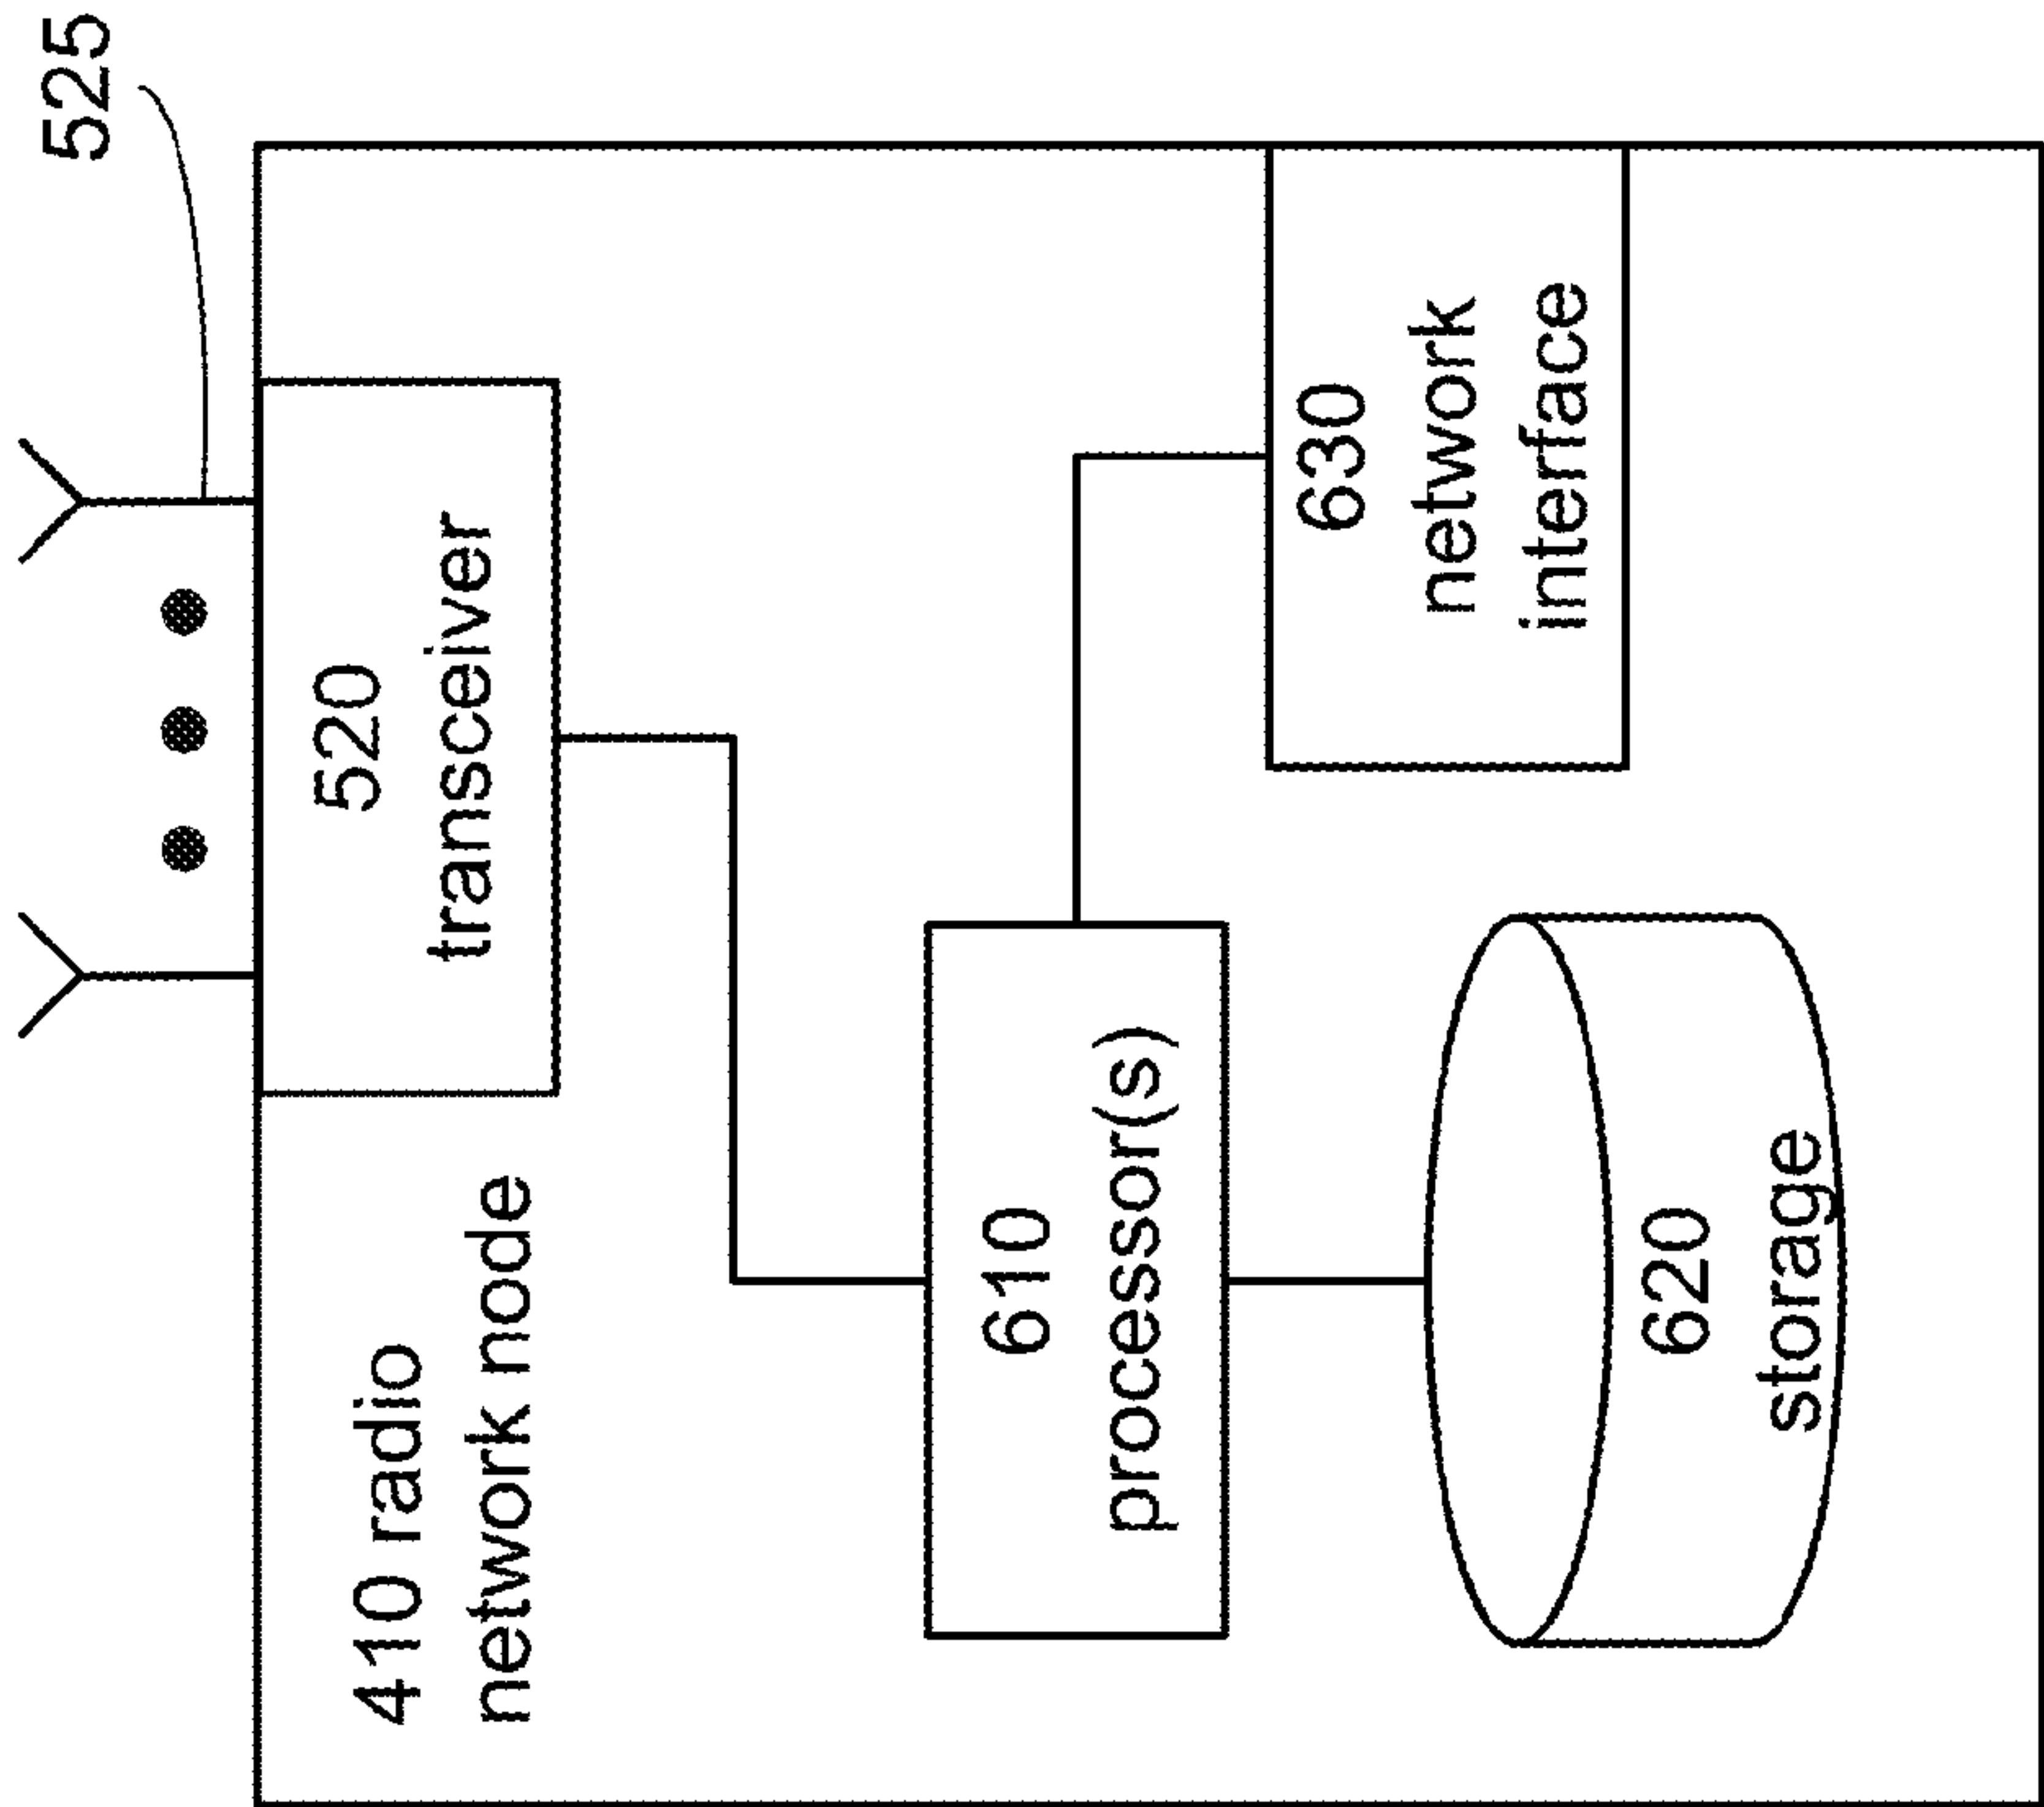 525
410 radio
network node
520
transceiver
610
processor(s)
630
network
interface
620
storage